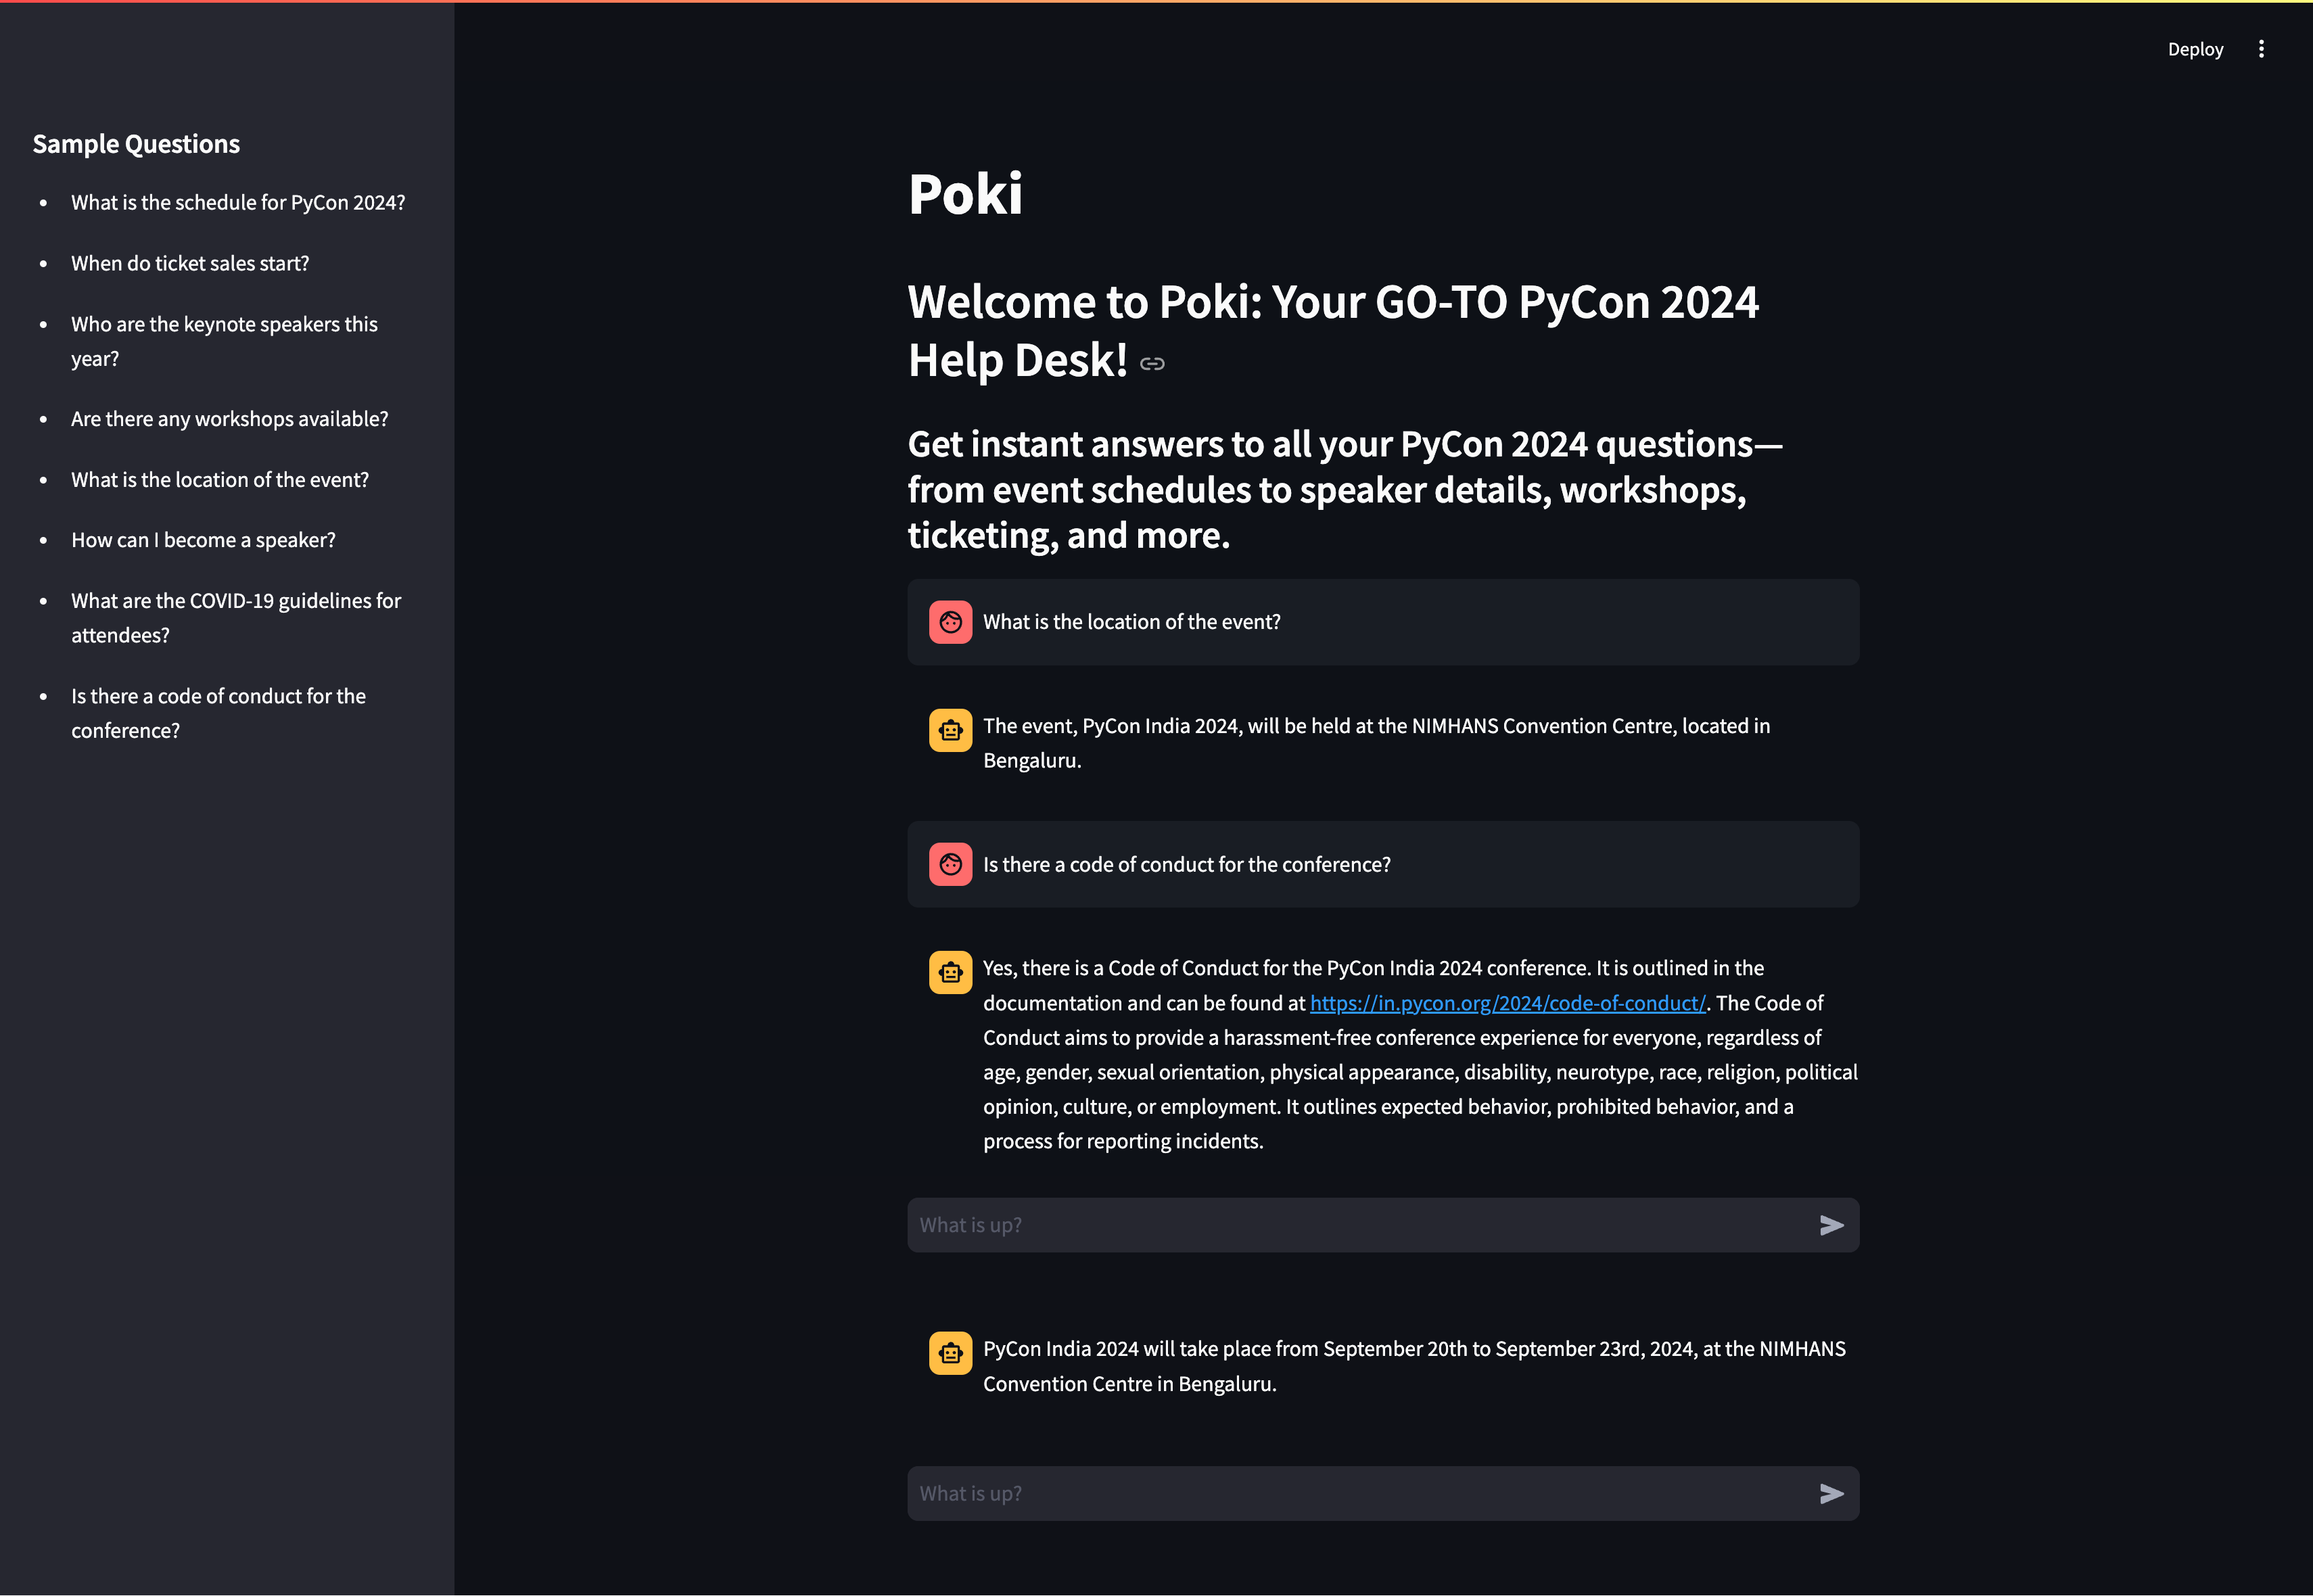 Deploy
Sample Questions
What is the schedule for PyCon 2024?
When do ticket sales start?
Who are the keynote speakers this
year?
Are there any workshops available?
What is the location of the event?
How can I become a speaker?
What are the COVID-19 guidelines for
attendees?
Is there a code of conduct for the
conference?
Poki
Welcome to Poki: Your GO-TO PyCon 2024
Help Desk!
Get instant answers to all your PyCon 2024 questions—
from event schedules to speaker details, workshops,
ticketing, and more.
What is the location of the event?
The event, PyCon India 2024, will be held at the NIMHANS Convention Centre, located in
Bengaluru.
Is there a code of conduct for the conference?
Yes, there is a Code of Conduct for the PyCon India 2024 conference. It is outlined in the
documentation and can be found at https://in.pycon.org/2024/code-of-conduct/. The Code of
Conduct aims to provide a harassment-free conference experience for everyone, regardless of
age, gender, sexual orientation, physical appearance, disability, neurotype, race, religion, political
opinion, culture, or employment. It outlines expected behavior, prohibited behavior, and a
process for reporting incidents.
What is up?
PyCon India 2024 will take place from September 20th to September 23rd, 2024, at the NIMHANS
Convention Centre in Bengaluru.
What is up?